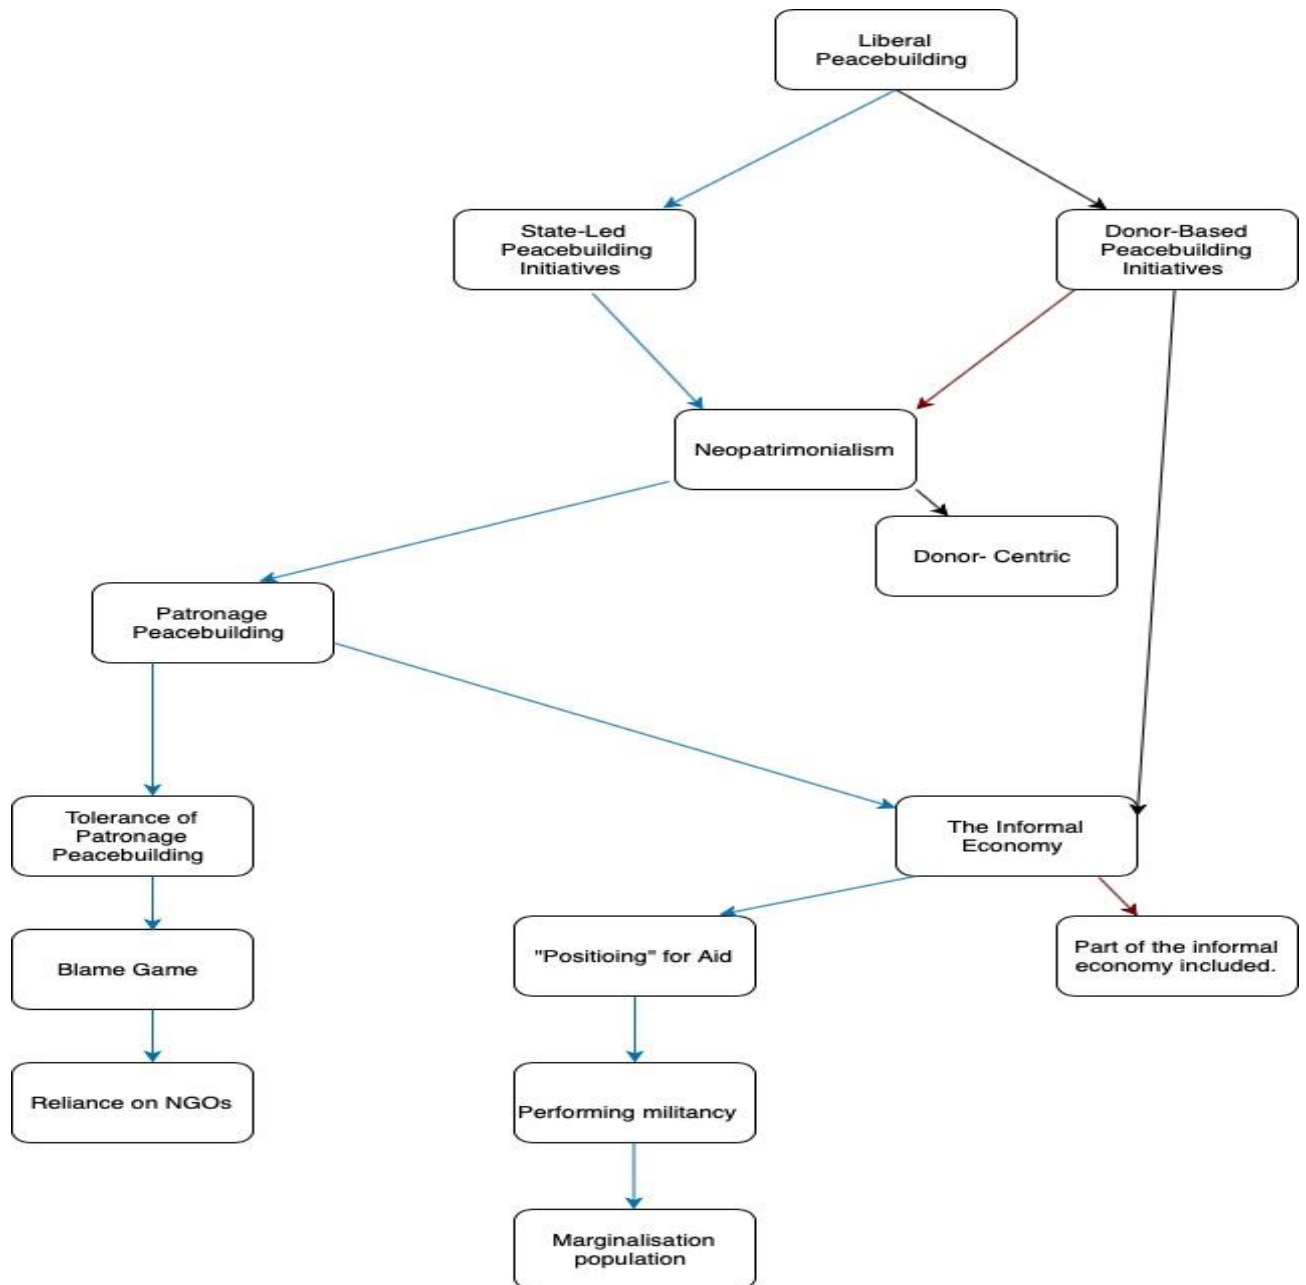 Liberal
Peacebuilding
State-Led
Peacebuilding
Initiatives
Donor-Based
Peacebuilding
Initiatives
Neopatrimonialism
Donor- Centric
Patronage
Peacebuilding
Tolerance of
Patronage
Peacebuilding
The Informal
Economy
Blame Game
"Positioing" for Aid
Part of the informal
economy included.
Reliance on NGOs
Performing militancy
Marginalisation
population